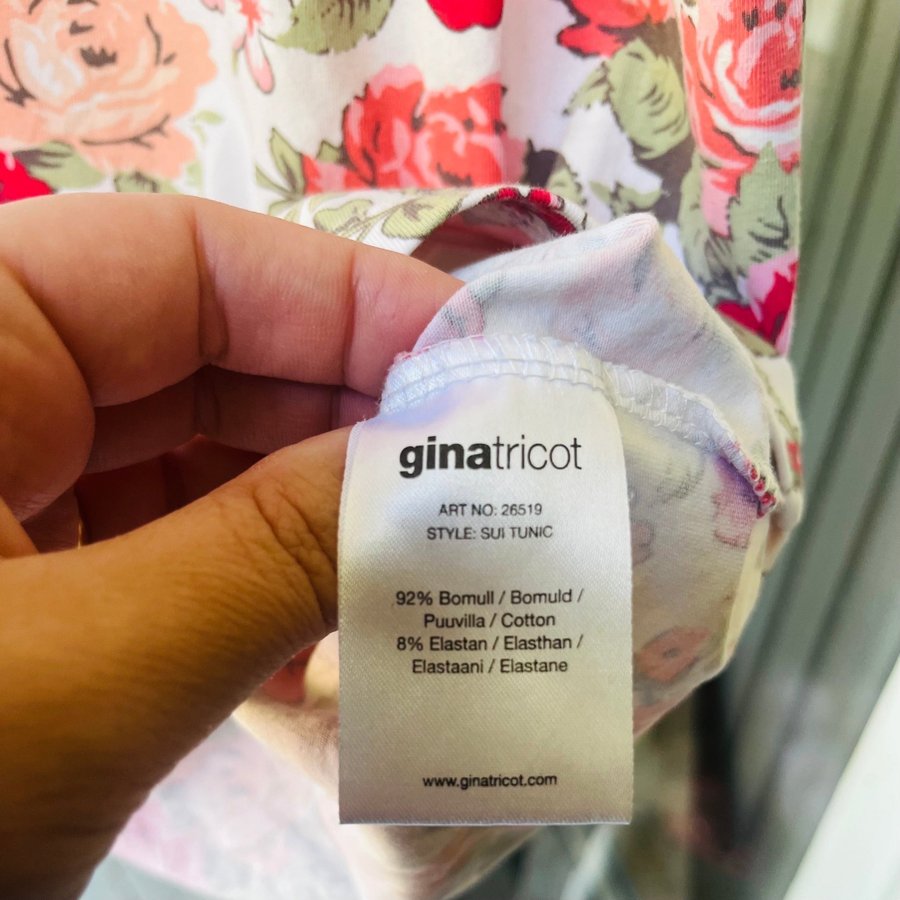 ginatricot
ART NO: 26519
STYLE: SUI TUNIC
92% Bomull / Bomuld /
Puuvilla / Cotton
8% Elastan / Elasthan /
Elastaani / Elastane
www.ginatricot.com